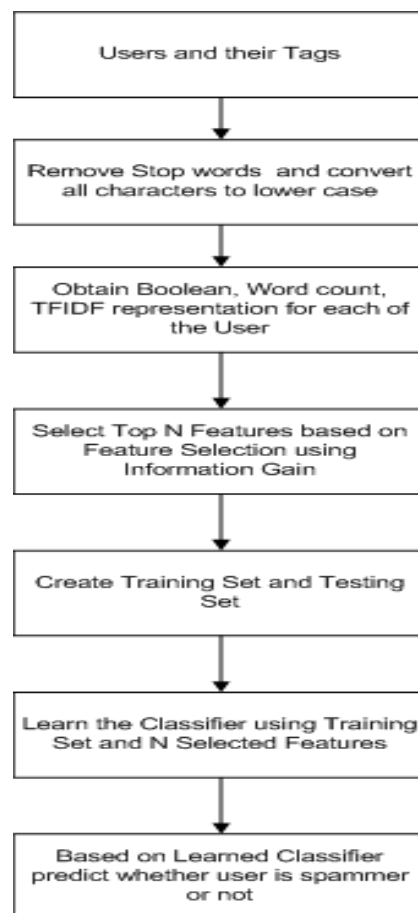 Users and their Tags
Remove Stop words and convert
all characters to lower case
Obtain Boolean, Word count,
TFIDF representation for each of
the User
Select Top N Features based on
Feature Selection using
Information Gain
Create Training Set and Testing
Set
Learn the Classifier using Training
Set and N Selected Features
Based on Learned Classifier
predict whether user is spammer
or not